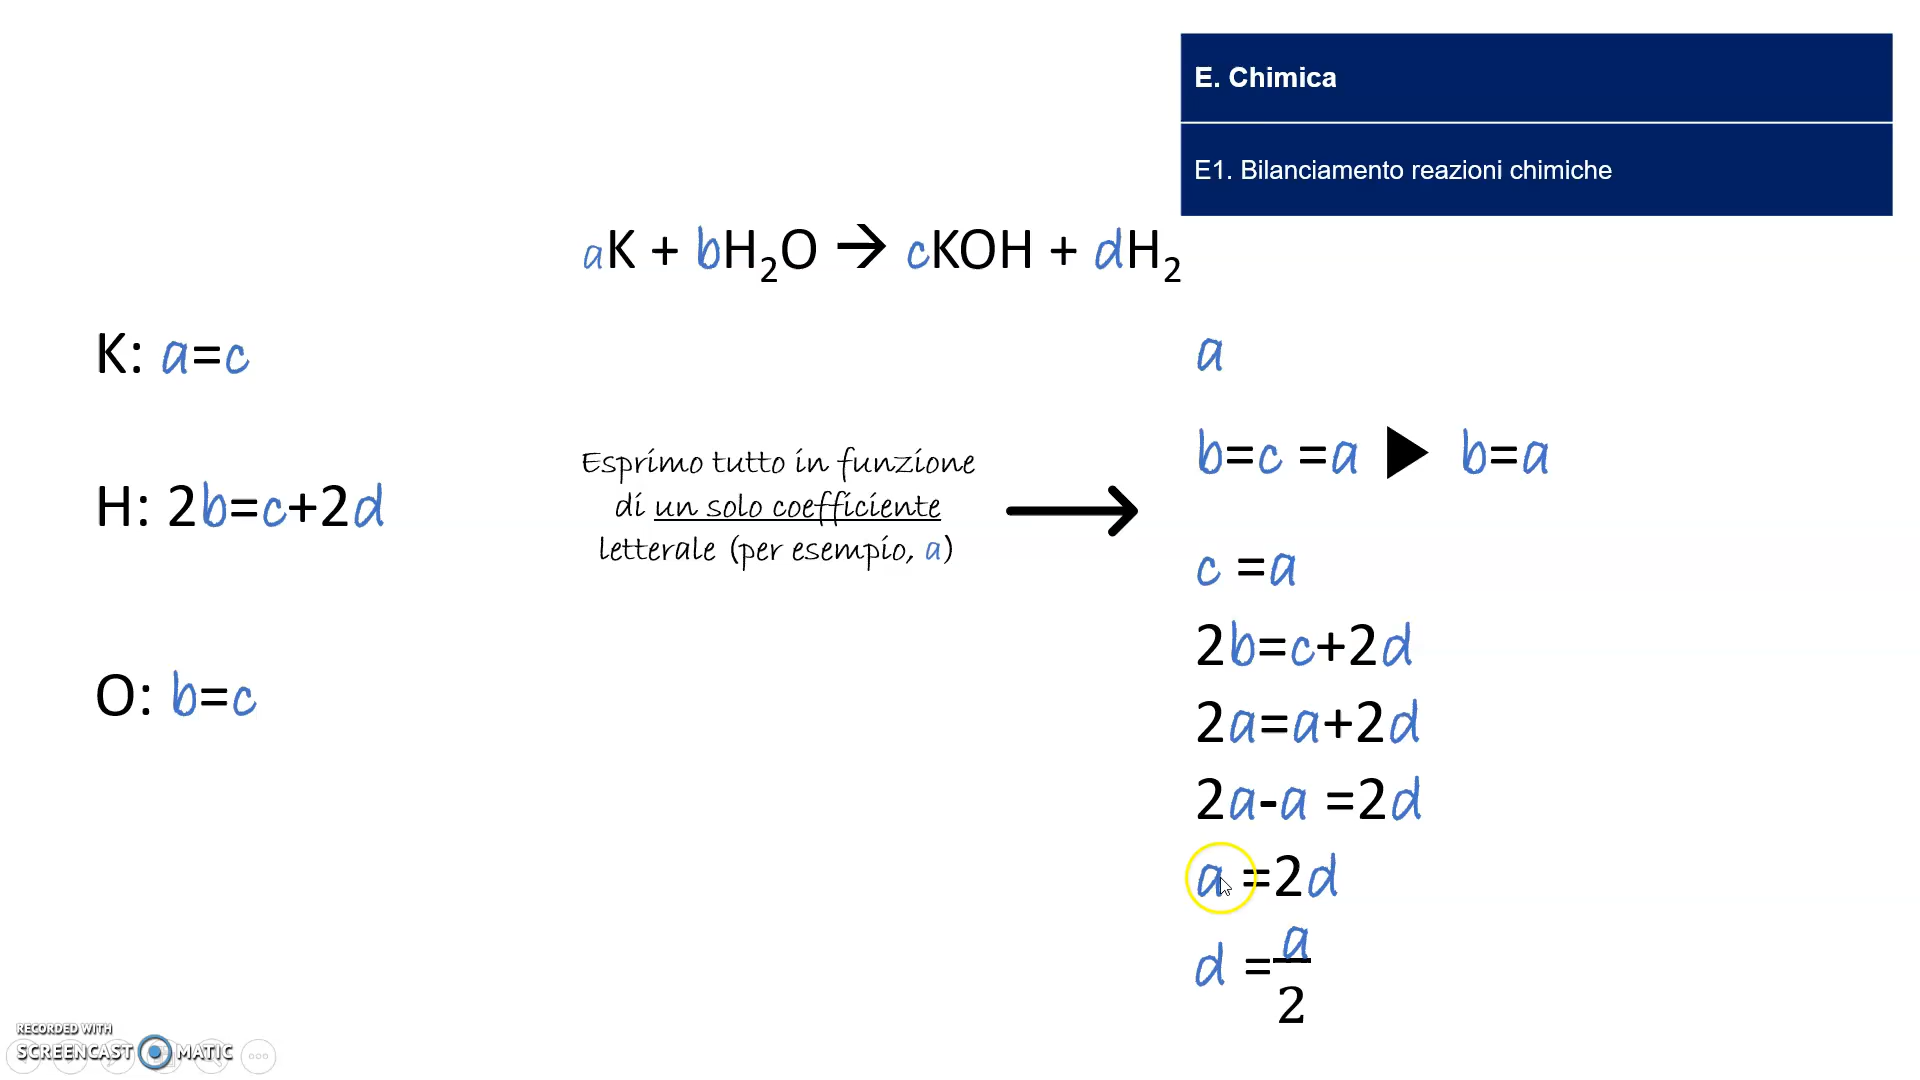 E. Chimica
E1. Bilanciamento reazioni chimiche
aK + bH₂O → cKOH + dH₂
K: a=c
H: 2b=c+2d
O: b=c
Esprimo tutto in funzione
di un solo coefficiente
letterale (per esempio, a)
a
b=c =a ▶ b=a
c =a
2b=c+2d
2a=a+2d
2a-a =2d
a =2d
d =a/2
RECORDED WITH
SCREENCAST MATIC